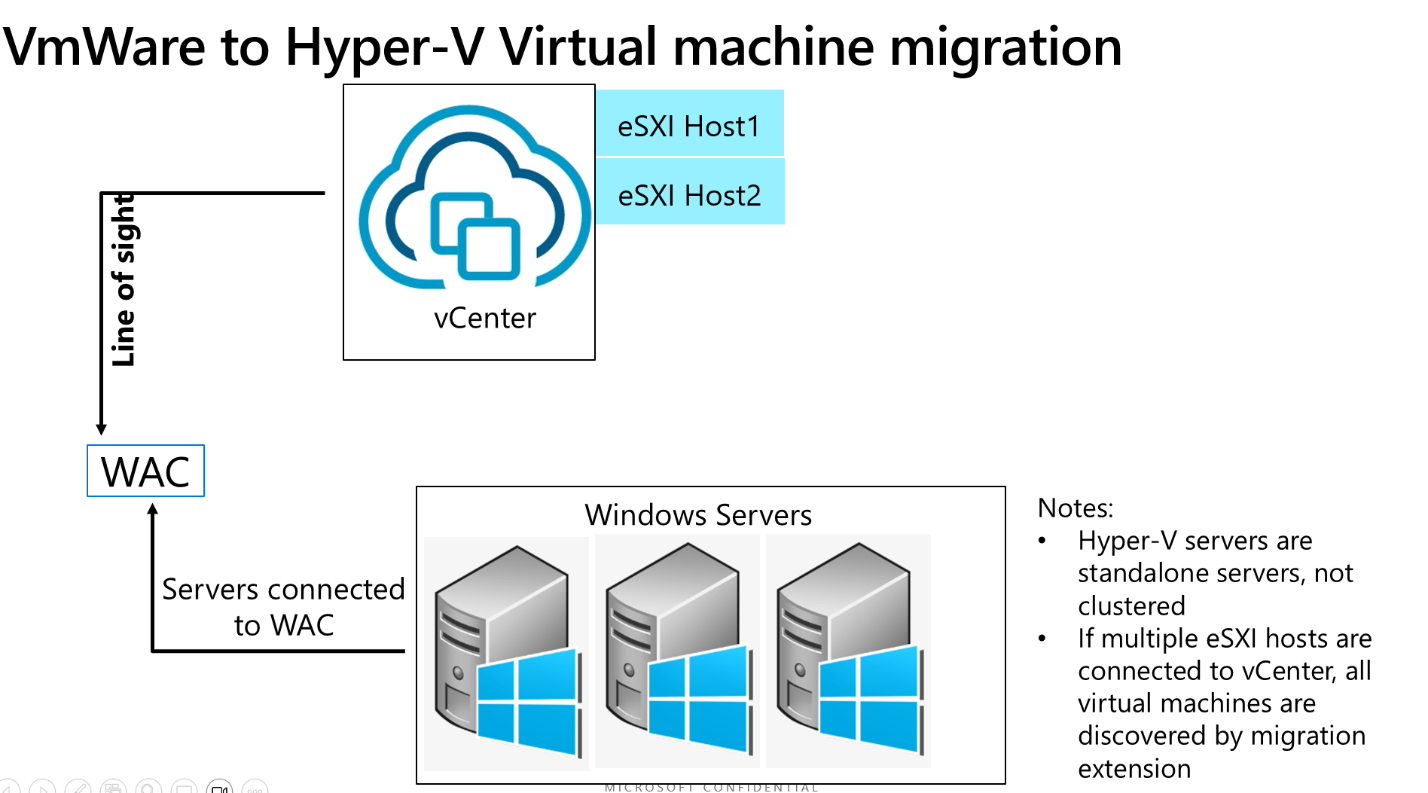 VmWare to Hyper-V Virtual machine migration
eSXI Host1
eSXI Host2
vCenter
Line of sight
WAC
Servers connected
to WAC
Windows Servers
Notes:
• Hyper-V servers are
standalone servers, not
clustered
• If multiple eSXI hosts are
connected to vCenter, all
virtual machines are
discovered by migration
extension
MICROSOFT CONFIDENTIAL